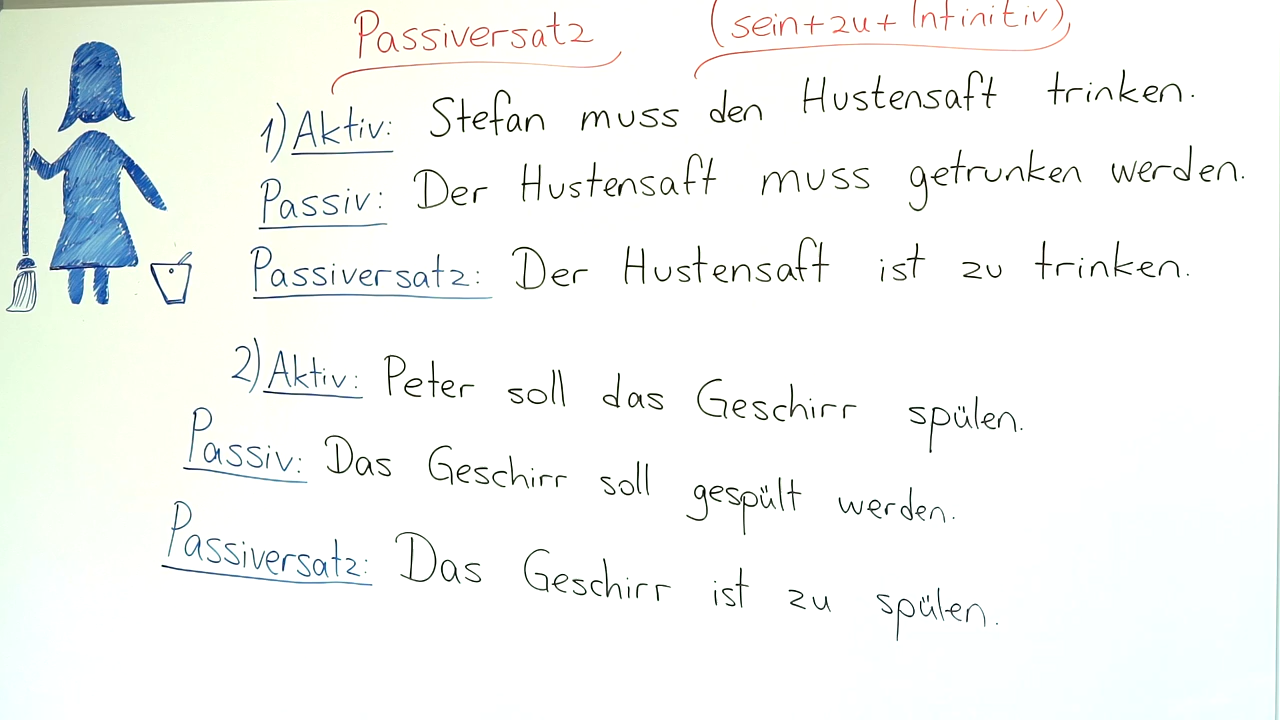 Passiversatz (sein+zu+Infinitiv)
1) Aktiv: Stefan muss den Hustensaft trinken.
Passiv: Der Hustensaft muss getrunken werden.
Passiversatz: Der Hustensaft ist zu trinken.
2) Aktiv: Peter soll das Geschirr spülen.
Passiv: Das Geschirr soll gespült werden.
Passiversatz: Das Geschirr ist zu spülen.